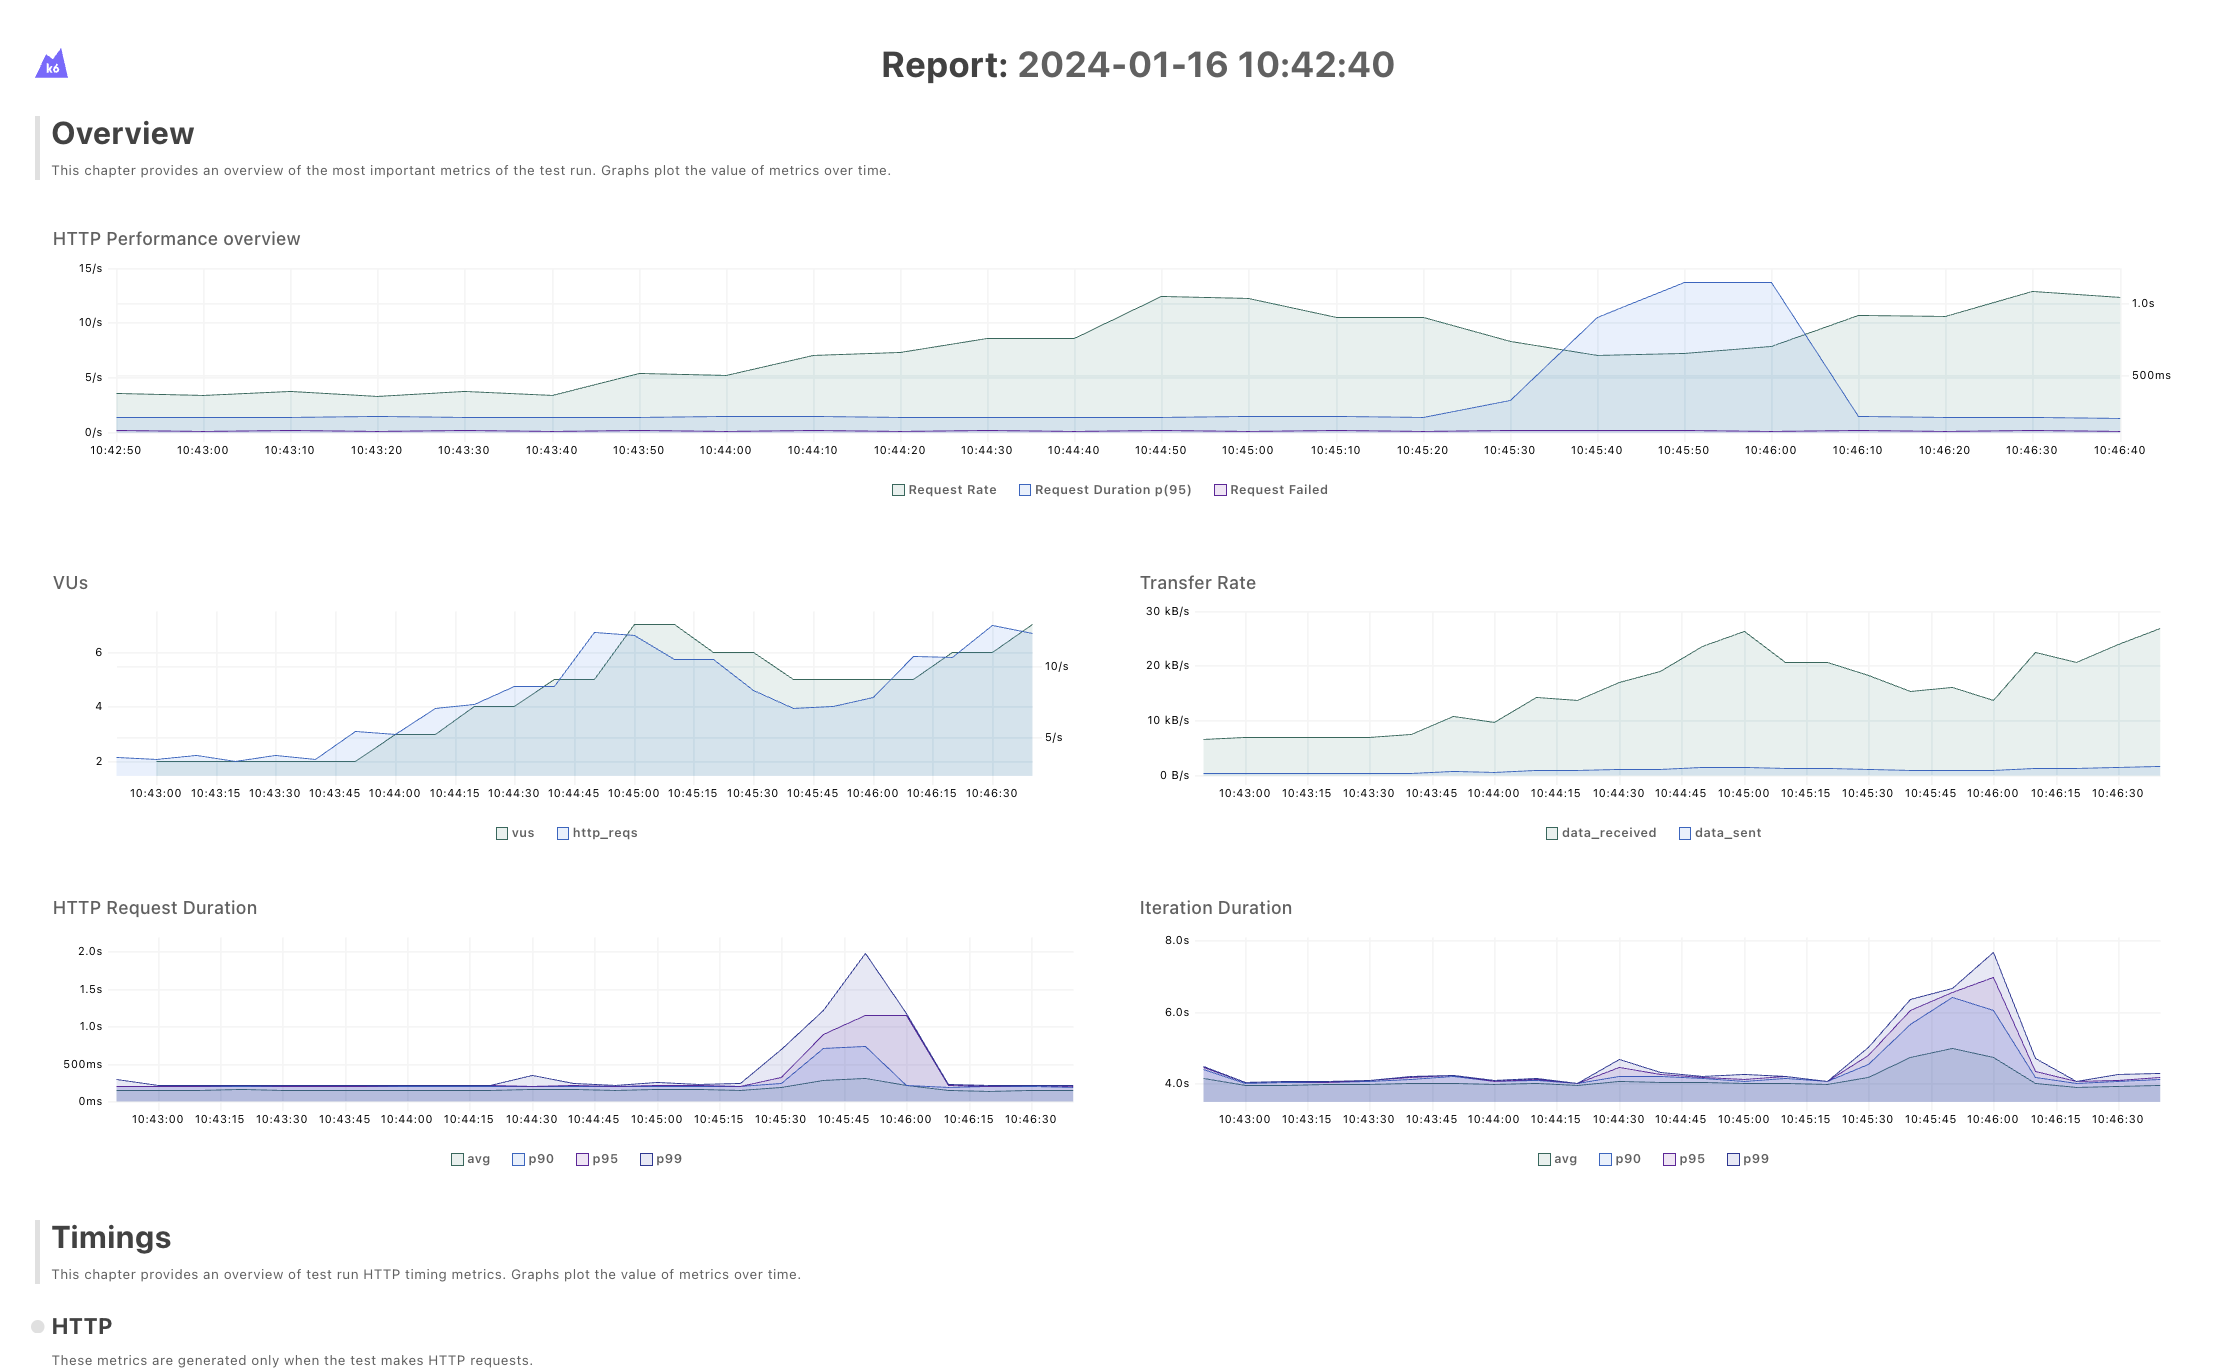 k6
Report: 2024-01-16 10:42:40
Overview
This chapter provides an overview of the most important metrics of the test run. Graphs plot the value of metrics over time.
HTTP Performance overview
15/s
1.0s
10/s
5/s
500ms
0/s
10:42:50 10:43:00 10:43:10 10:43:20 10:43:30 10:43:40 10:43:50 10:44:00 10:44:10 10:44:20 10:44:30 10:44:40 10:44:50 10:45:00 10:45:10 10:45:20 10:45:30 10:45:40 10:45:50 10:46:00 10:46:10 10:46:20 10:46:30 10:46:40
Request Rate Request Duration p(95) Request Failed
VUs
6
10/s
4
5/s
2
10:43:00 10:43:15 10:43:30 10:43:45 10:44:00 10:44:15 10:44:30 10:44:45 10:45:00 10:45:15 10:45:30 10:45:45 10:46:00 10:46:15 10:46:30
vus http_reqs
Transfer Rate
30 kB/s
20 kB/s
10 kB/s
0 B/s
10:43:00 10:43:15 10:43:30 10:43:45 10:44:00 10:44:15 10:44:30 10:44:45 10:45:00 10:45:15 10:45:30 10:45:45 10:46:00 10:46:15 10:46:30
data_received data_sent
HTTP Request Duration
2.0s
1.5s
1.0s
500ms
0ms
10:43:00 10:43:15 10:43:30 10:43:45 10:44:00 10:44:15 10:44:30 10:44:45 10:45:00 10:45:15 10:45:30 10:45:45 10:46:00 10:46:15 10:46:30
avg p90 p95 p99
Iteration Duration
8.0s
6.0s
4.0s
10:43:00 10:43:15 10:43:30 10:43:45 10:44:00 10:44:15 10:44:30 10:44:45 10:45:00 10:45:15 10:45:30 10:45:45 10:46:00 10:46:15 10:46:30
avg p90 p95 p99
Timings
This chapter provides an overview of test run HTTP timing metrics. Graphs plot the value of metrics over time.
HTTP
These metrics are generated only when the test makes HTTP requests.